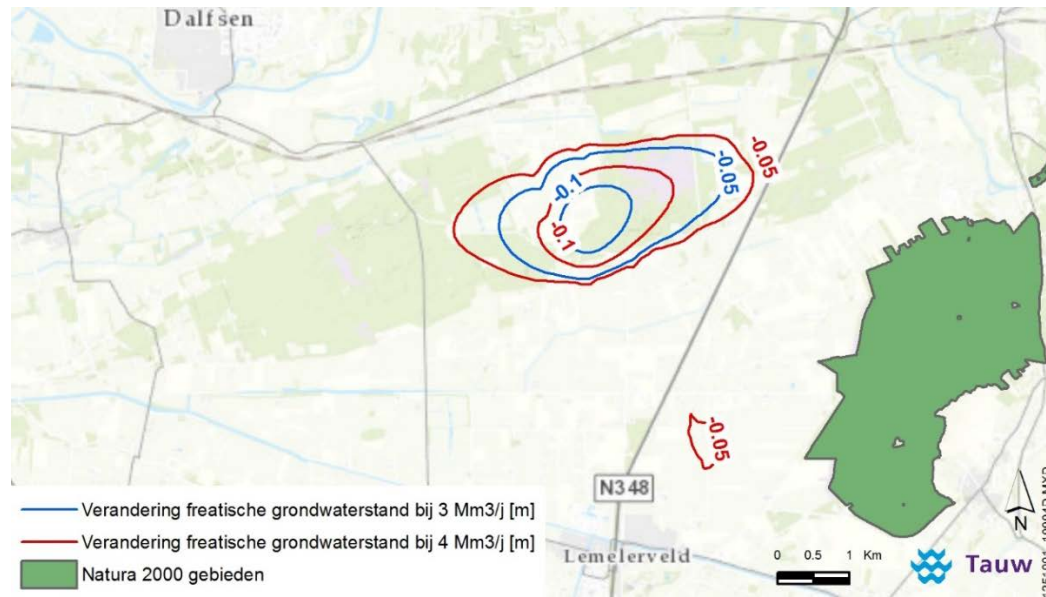 Dalfsen
-0.05
-0.05
-0.1
-0.1
-0.05
N348
Lemelerveld
Verandering freatische grondwaterstand bij 3 Mm3/j [m]
Verandering freatische grondwaterstand bij 4 Mm3/j [m]
Natura 2000 gebieden
0 0.5 1 Km
N
Tauw